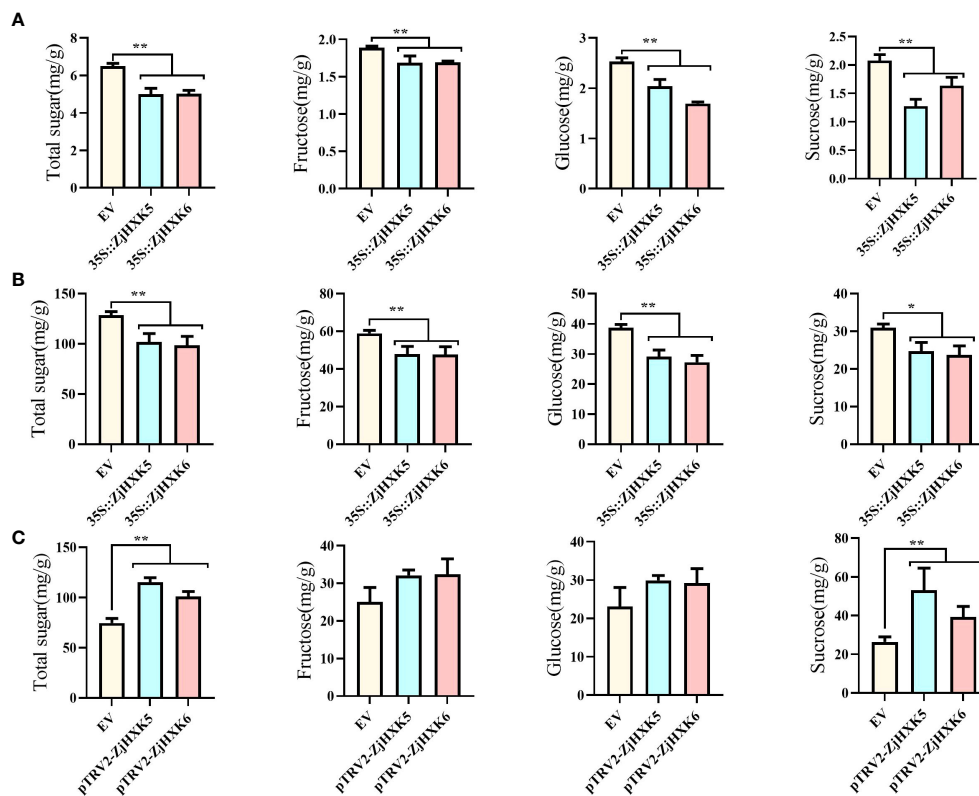 A
Total sugar(mg/g)
8
6
4
2
0
**
EV
35S::ZjHXK5
35S::ZjHXK6
Fructose(mg/g)
2.0
1.5
1.0
0.5
0.0
**
EV
35S::ZjHXK5
35S::ZjHXK6
Glucose(mg/g)
3
2
1
0
**
EV
35S::ZjHXK5
35S::ZjHXK6
Sucrose(mg/g)
2.5
2.0
1.5
1.0
0.5
0.0
**
EV
35S::ZjHXK5
35S::ZjHXK6
B
Total sugar(mg/g)
150
100
50
0
**
EV
35S::ZjHXK5
35S::ZjHXK6
Fructose(mg/g)
80
60
40
20
0
**
EV
35S::ZjHXK5
35S::ZjHXK6
Glucose(mg/g)
50
40
30
20
10
0
**
EV
35S::ZjHXK5
35S::ZjHXK6
Sucrose(mg/g)
40
30
20
10
0
*
EV
35S::ZjHXK5
35S::ZjHXK6
C
Total sugar(mg/g)
150
100
50
0
**
EV
pTRV2-ZjHXK5
pTRV2-ZjHXK6
Fructose(mg/g)
40
30
20
10
0
EV
pTRV2-ZjHXK5
pTRV2-ZjHXK6
Glucose(mg/g)
40
30
20
10
0
EV
pTRV2-ZjHXK5
pTRV2-ZjHXK6
Sucrose(mg/g)
80
60
40
20
0
**
EV
pTRV2-ZjHXK5
pTRV2-ZjHXK6